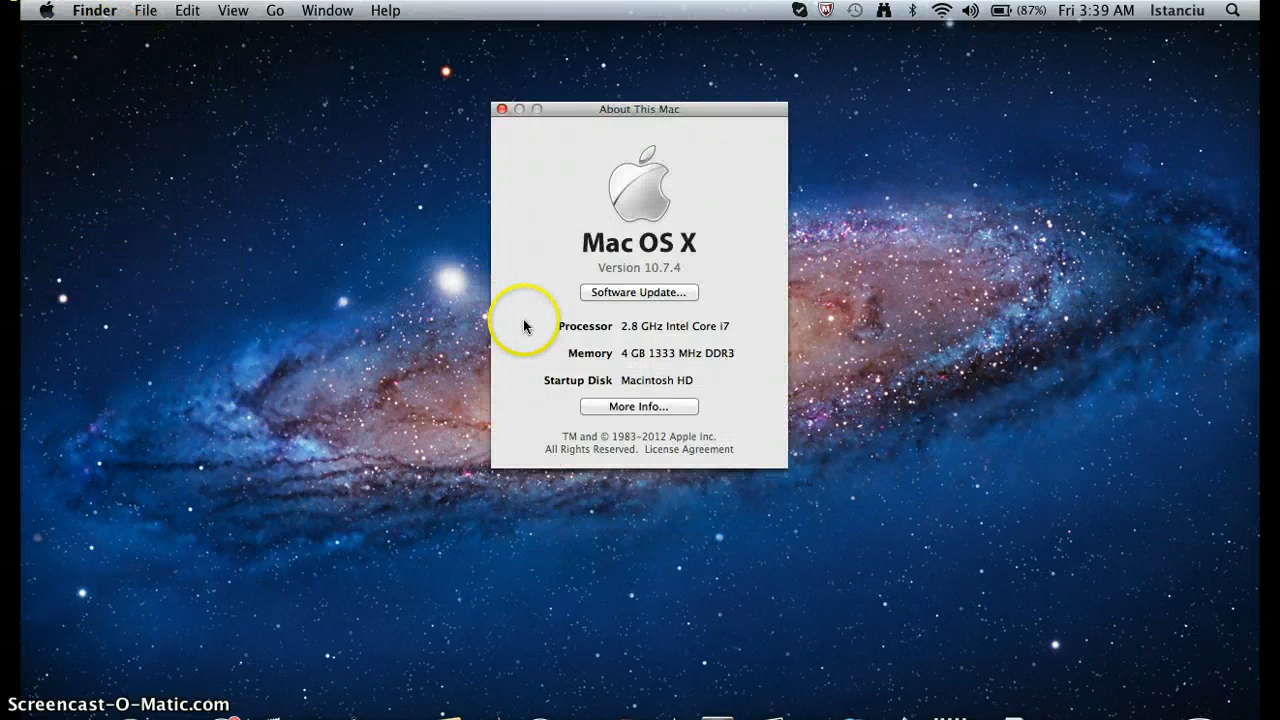 Finder File Edit View Go Window Help (87%) Fri 3:39 AM Istanciu
About This Mac
Mac OS X
Version 10.7.4
Software Update...
Processor 2.8 GHz Intel Core i7
Memory 4 GB 1333 MHz DDR3
Startup Disk Macintosh HD
More Info...
TM and © 1983-2012 Apple Inc.
All Rights Reserved. License Agreement
Screencast-O-Matic.com